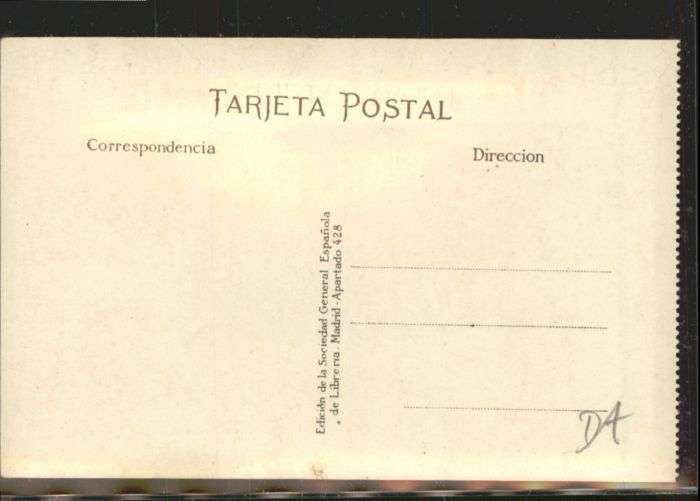 TARJETA POSTAL
Correspondencia
Direccion
Edición de la Sociedad General Española
de Librería. Madrid-Apartado 428
DA